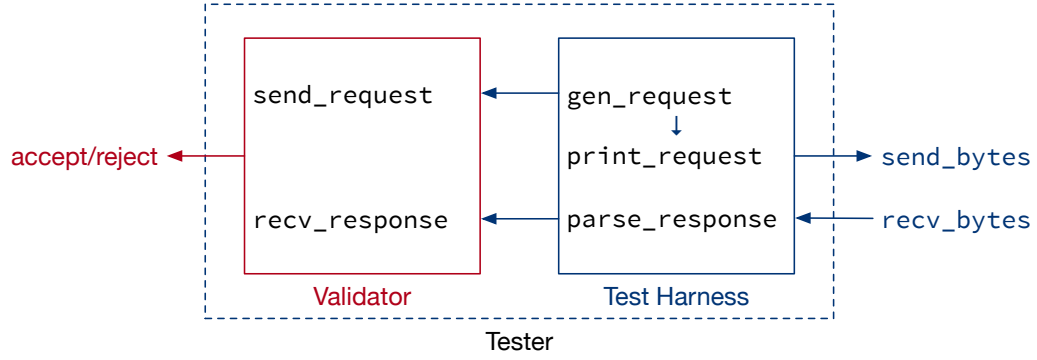 send_request gen_request
accept/reject print_request send_bytes
recv_response parse_response recv_bytes
Validator Test Harness
Tester